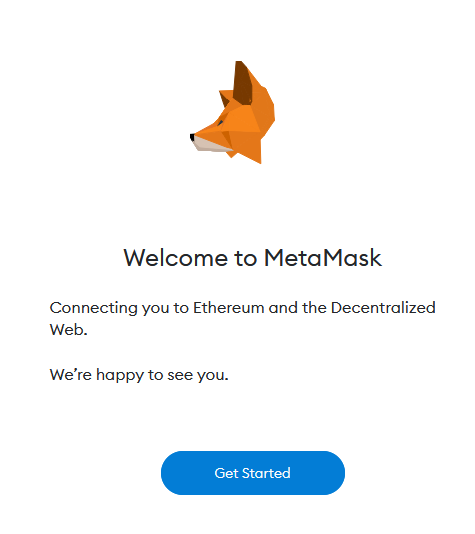 Welcome to MetaMask
Connecting you to Ethereum and the Decentralized
Web.
We’re happy to see you.
Get Started